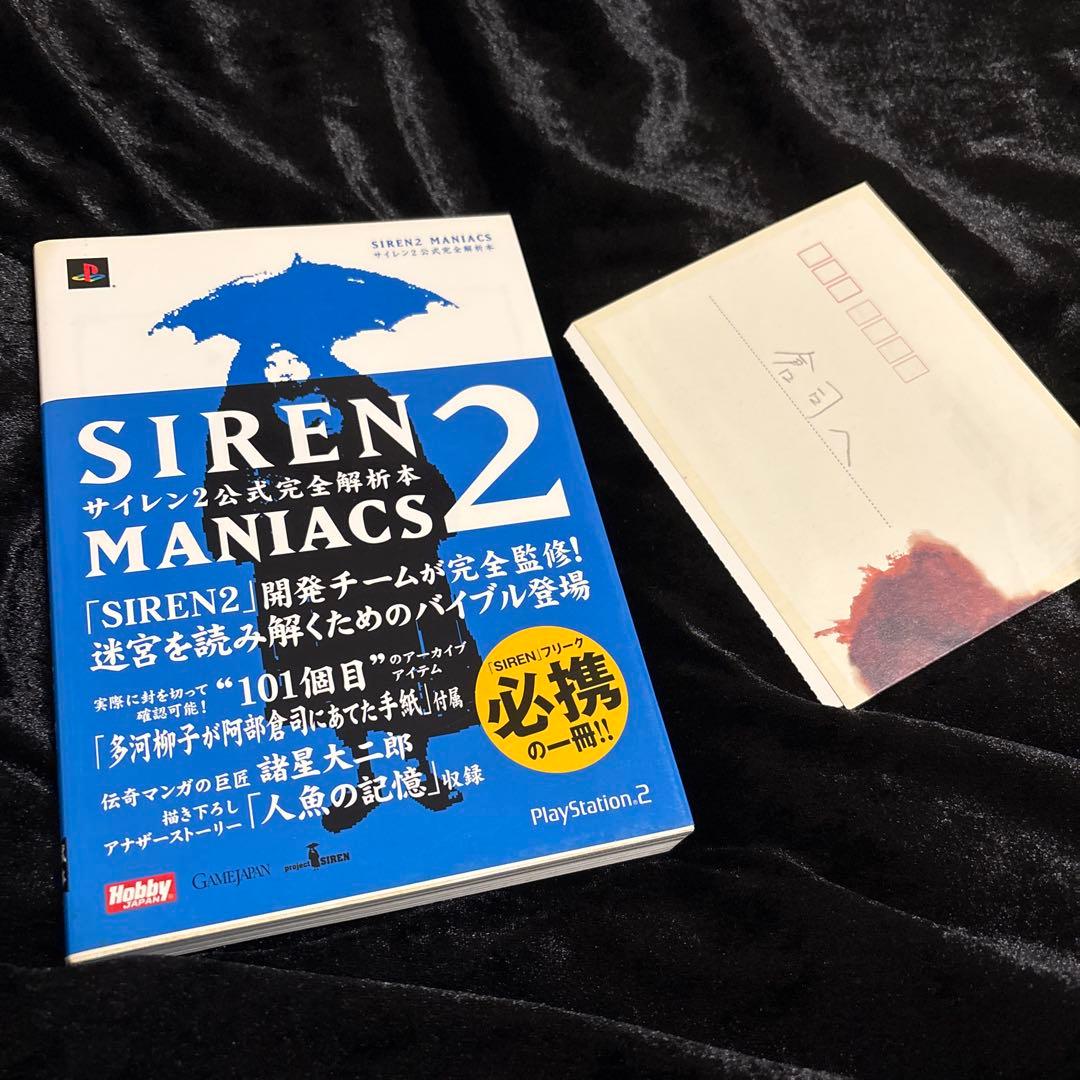 SIREN2 MANIACS
サイレン2公式完全解析本
SIREN
2
サイレン2公式完全解析本
MANIACS
「SIREN2」開発チームが完全監修！
迷宮を読み解くためのバイブル登場
実際に封を切って
確認可能！
“101個目”のアーカイブ
アイテム
「多河柳子が阿部倉司にあてた手紙」付属
伝奇マンガの巨匠 諸星大二郎
描き下ろし
アナザーストーリー「人魚の記憶」収録
「SIREN」フリーク
必携
の一冊!!
PlayStation®2
Hobby
JAPAN
GAMEJAPAN
project SIREN
倉司へ